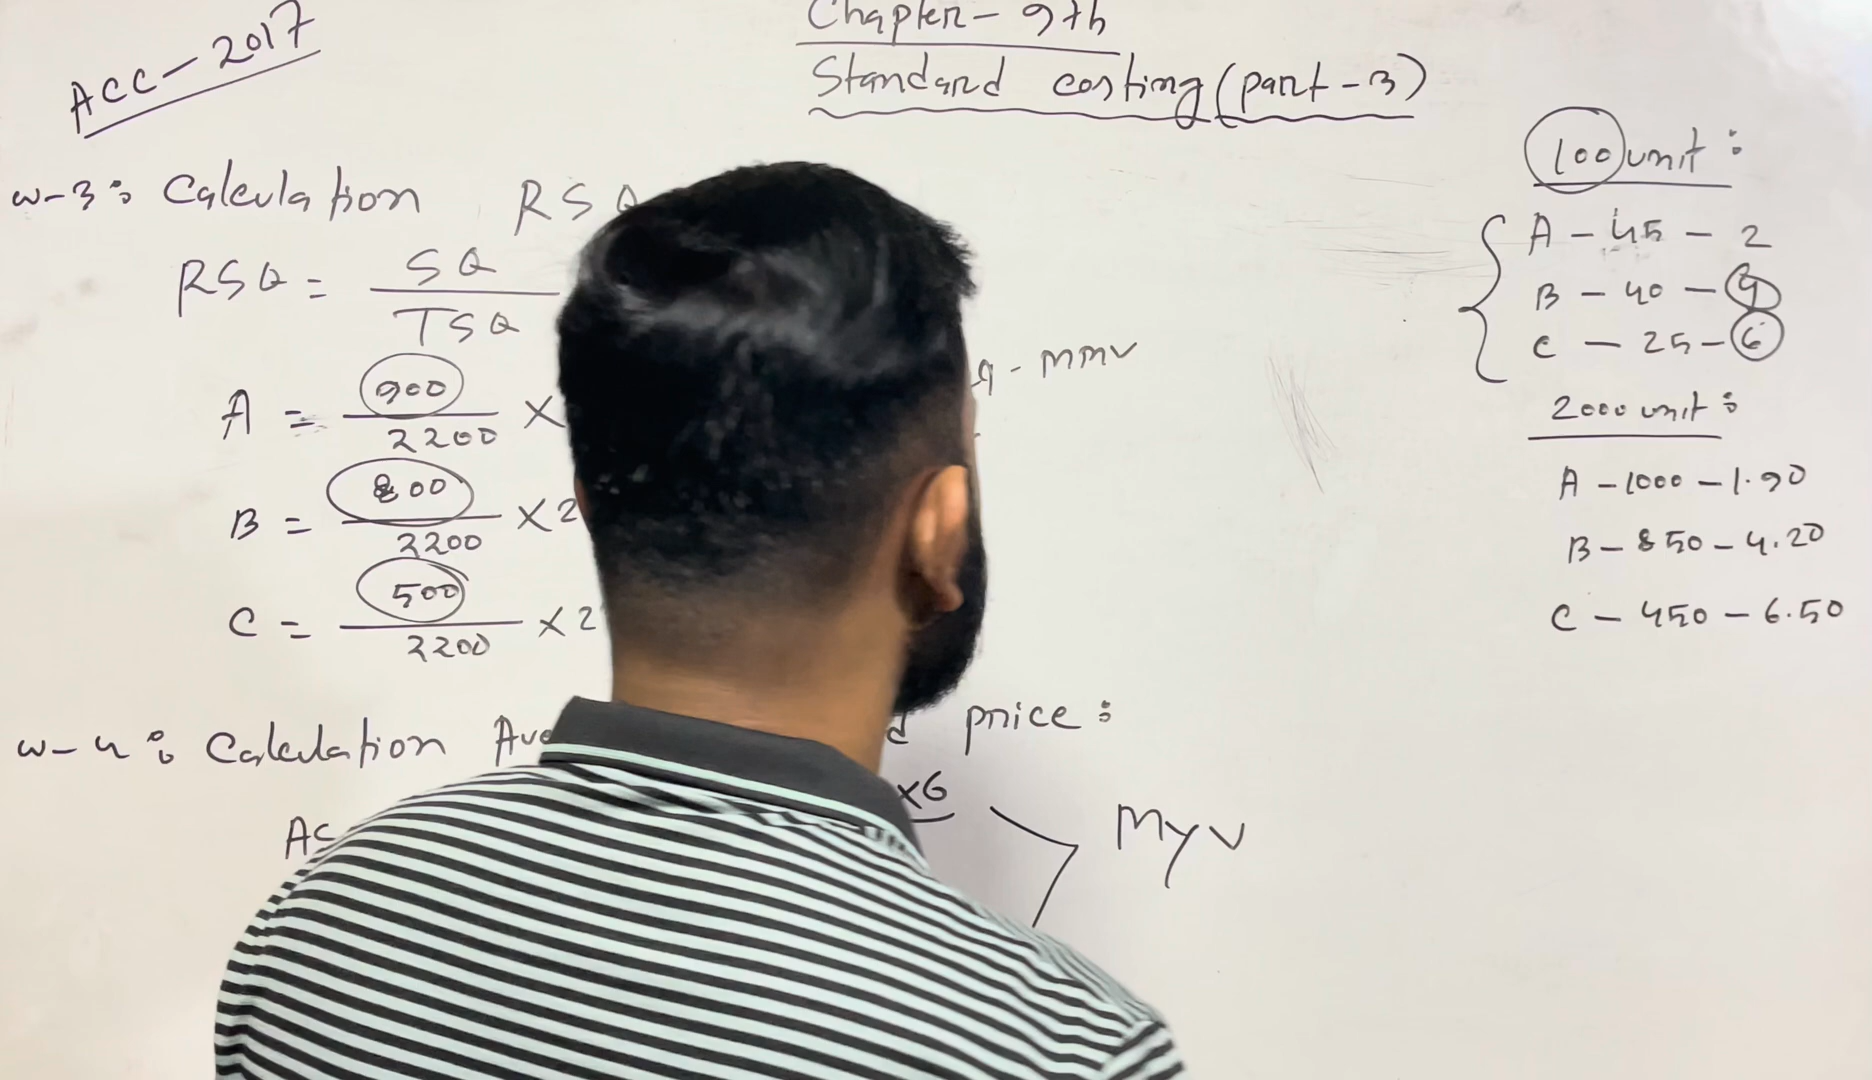 ACC-2017
Chapter-9th
Standard costing (part-3)
w-3: Calculation RSQ
RSQ = SQ
TSQ
A = 900
2200 ×
B = 800
2200 × 2
C = 500
2200 × 2
- MMV
w-4: Calculation price:
×6
MYV
100 unit:
A - 45 - 2
B - 40 - 4
C - 25 - 6
2000 unit:
A - 1000 - 1.90
B - 850 - 4.20
C - 450 - 6.50